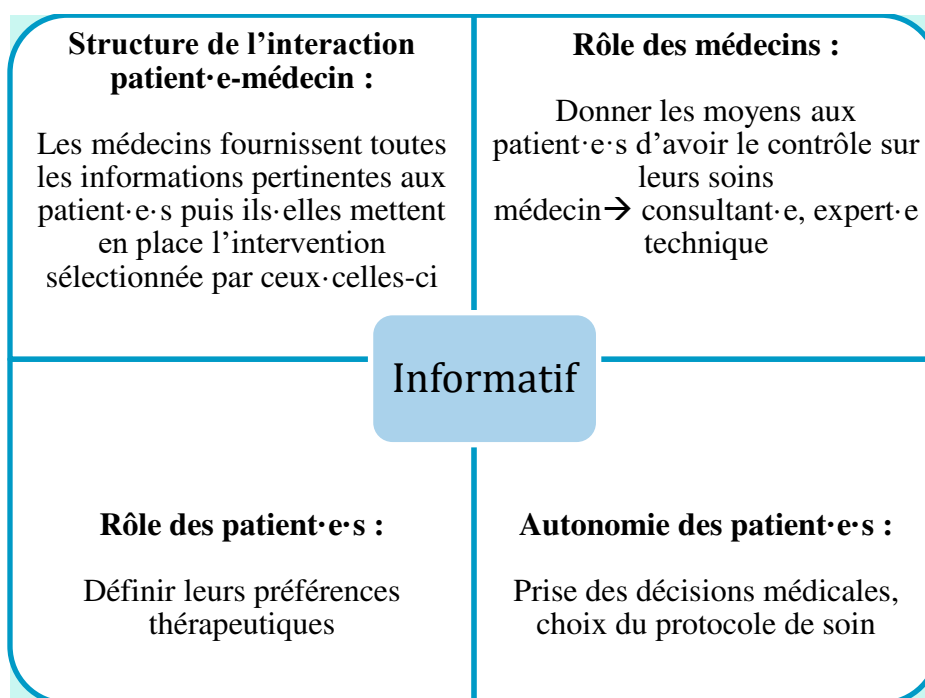 Structure de l’interaction
patient·e-médecin :
Les médecins fournissent toutes
les informations pertinentes aux
patient·e·s puis ils·elles mettent
en place l’intervention
sélectionnée par ceux·celles-ci
Rôle des médecins :
Donner les moyens aux
patient·e·s d’avoir le contrôle sur
leurs soins
médecin→ consultant·e, expert·e
technique
Informatif
Rôle des patient·e·s :
Définir leurs préférences
thérapeutiques
Autonomie des patient·e·s :
Prise des décisions médicales,
choix du protocole de soin